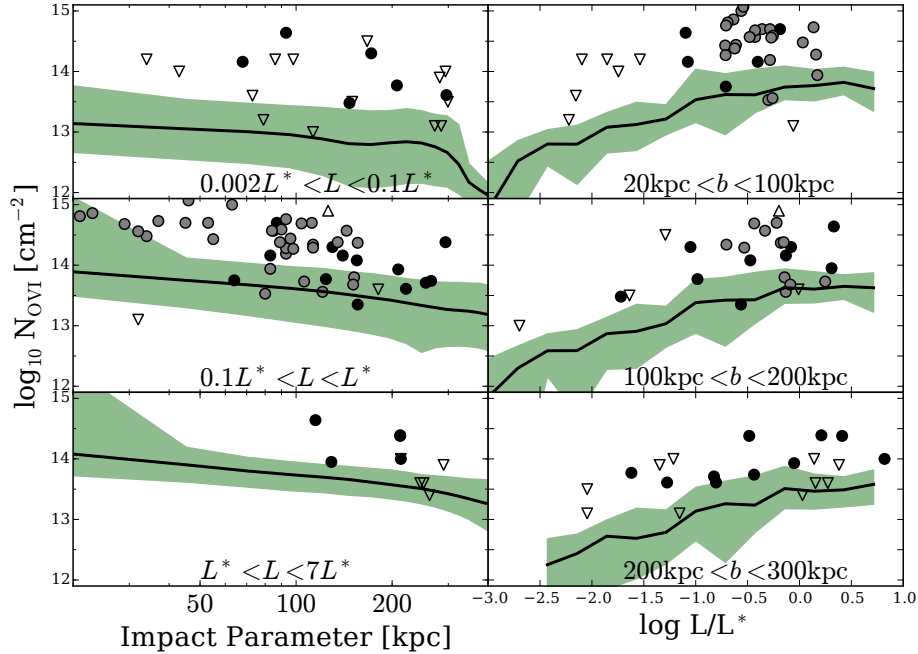 15
14
13
12
0.002L* < L < 0.1L*
20kpc < b < 100kpc
15
14
13
12
0.1L* < L < L*
100kpc < b < 200kpc
15
14
13
12
L* < L < 7L*
200kpc < b < 300kpc
log₁₀ N_OVI [cm⁻²]
50 100 200
−3.0 −2.5 −2.0 −1.5 −1.0 −0.5 0.0 0.5 1.0
Impact Parameter [kpc]
log L/L*